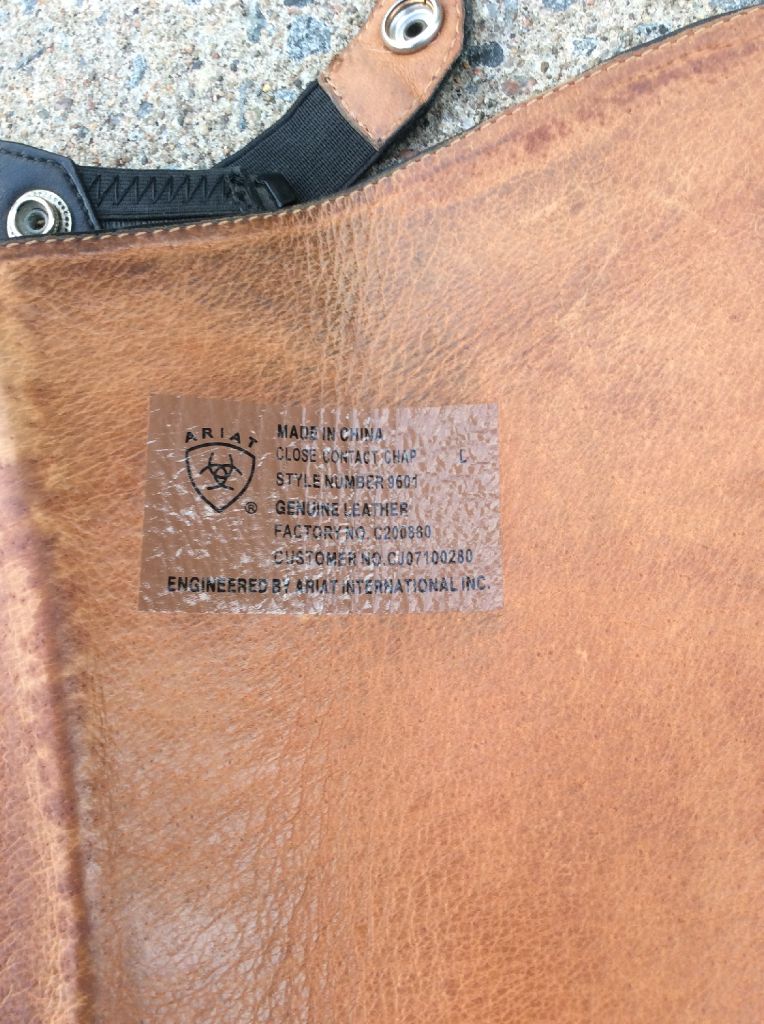 ARIAT
MADE IN CHINA
CLOSE CONTACT CHAP L
STYLE NUMBER 9601
GENUINE LEATHER
FACTORY NO. C200860
CUSTOMER NO. CJ07100280
®
ENGINEERED BY ARIAT INTERNATIONAL INC.